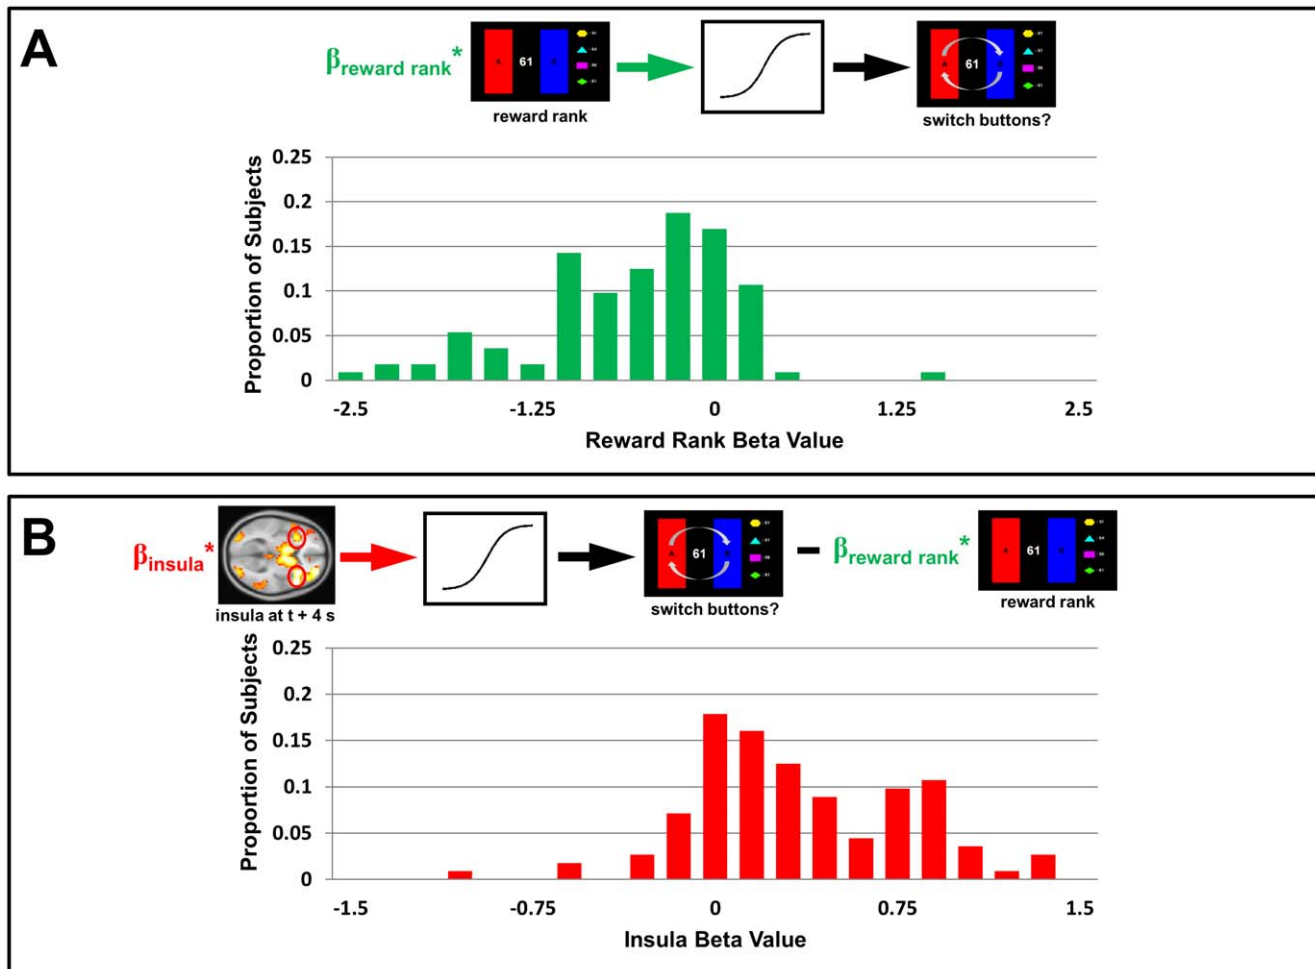 A
β reward rank*
A 61 B
reward rank
A 61 B
switch buttons?
Proportion of Subjects
0.25
0.2
0.15
0.1
0.05
0
-2.5 -1.25 0 1.25 2.5
Reward Rank Beta Value
B
β insula*
insula at t + 4 s
A 61
switch buttons?
- β reward rank*
A 61
reward rank
Proportion of Subjects
0.25
0.2
0.15
0.1
0.05
0
-1.5 -0.75 0 0.75 1.5
Insula Beta Value